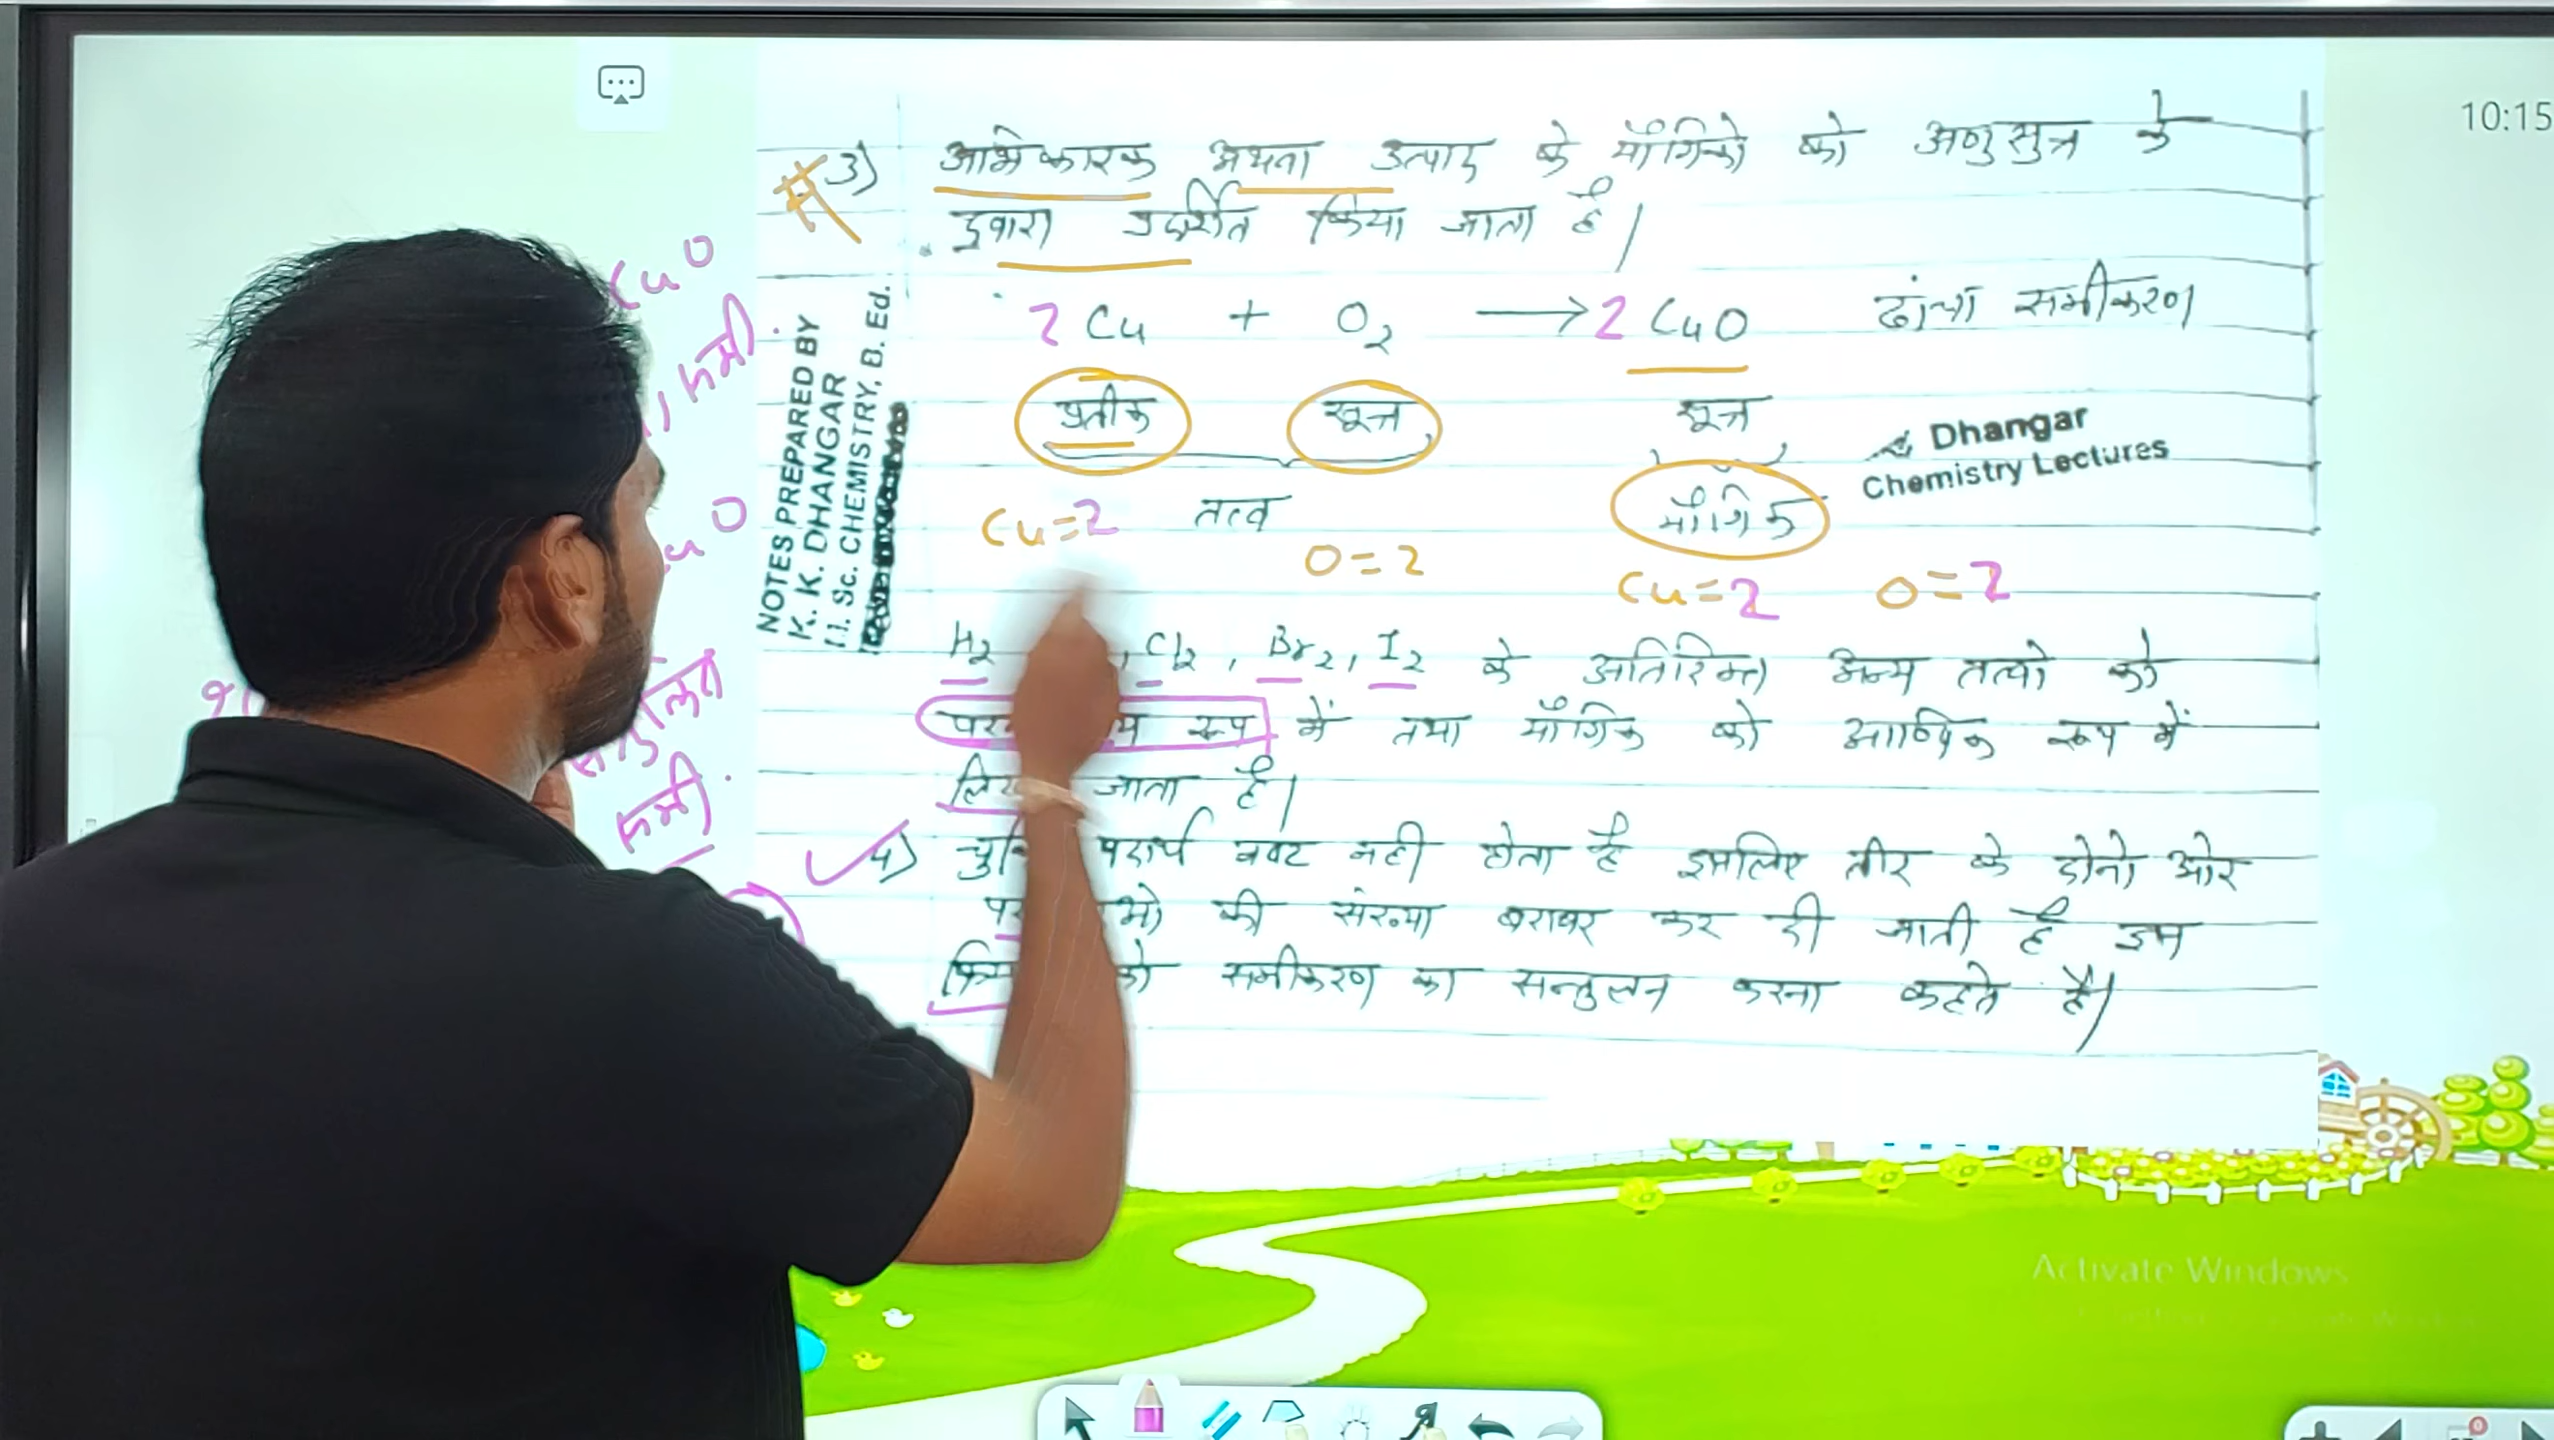 10:15
3) अभिकारक अथवा उत्पाद के यौगिको को अणुसुत्र के
द्वारा प्रदर्शित किया जाता है।
2 Cu + O₂ → 2 CuO ढांचा समीकरण
प्रतीक सूत्र सूत्र
तत्व यौगिक
Cu=2 O=2 Cu=2 O=2
H₂ , Cl₂ , Br₂, I₂ के अतिरिक्त अन्य तत्वो को
रूप में तथा यौगिक को आण्विक रूप में
जाता है।
4) पदार्थ नष्ट नही होता है इसलिए तीर के दोनो ओर
की संख्या बराबर कर दी जाती है इस
को समीकरण का सन्तुलन करना कहते है।
NOTES PREPARED BY
K. K. DHANGAR
Sc. CHEMISTRY, B. Ed.
Dhangar
Chemistry Lectures
CuO
समी.
समी.
Activate Windows